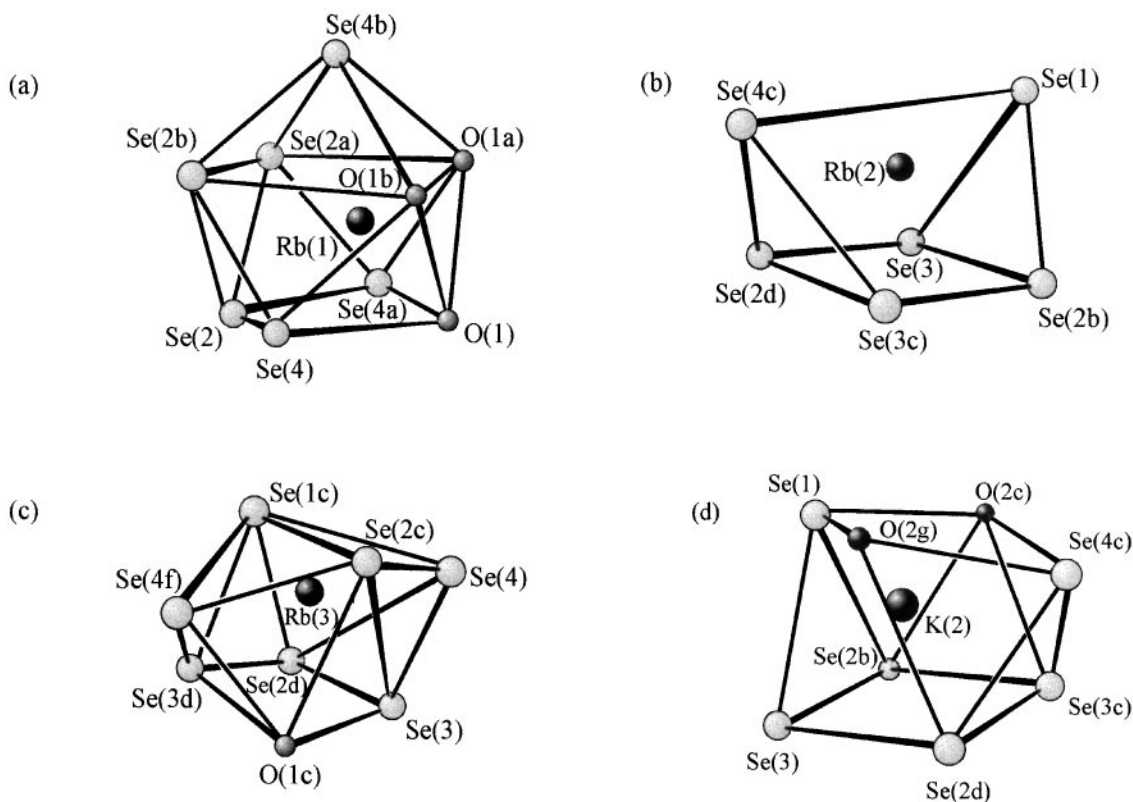 (a)
Se(4b)
Se(2b)
Se(2a)
O(1a)
O(1b)
Rb(1)
Se(4a)
Se(2)
Se(4)
O(1)
(b)
Se(4c)
Se(1)
Rb(2)
Se(3)
Se(2d)
Se(3c)
Se(2b)
(c)
Se(1c)
Se(2c)
Se(4f)
Se(4)
Rb(3)
Se(3d)
Se(2d)
Se(3)
O(1c)
(d)
Se(1)
O(2c)
O(2g)
Se(4c)
K(2)
Se(2b)
Se(3c)
Se(3)
Se(2d)